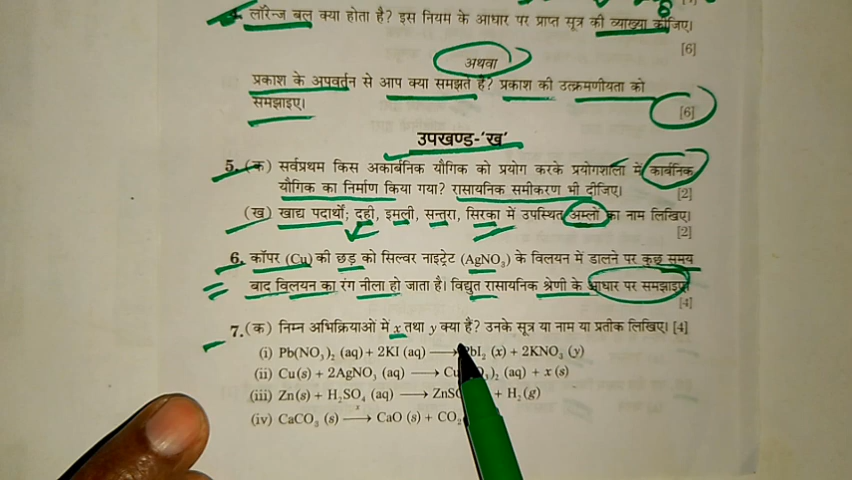 लॉरेन्ज बल क्या होता है? इस नियम के आधार पर प्राप्त सूत्र की व्याख्या कीजिए।
[6]
अथवा
प्रकाश के अपवर्तन से आप क्या समझते हैं? प्रकाश की उत्क्रमणीयता को
समझाइए। [6]
उपखण्ड-‘ख’
5. (क) सर्वप्रथम किस अकार्बनिक यौगिक को प्रयोग करके प्रयोगशाला में कार्बनिक
यौगिक का निर्माण किया गया? रासायनिक समीकरण भी दीजिए। [2]
(ख) खाद्य पदार्थों; दही, इमली, सन्तरा, सिरका में उपस्थित अम्लों का नाम लिखिए।
[2]
6. कॉपर (Cu) की छड़ को सिल्वर नाइट्रेट (AgNO₃) के विलयन में डालने पर कुछ समय
बाद विलयन का रंग नीला हो जाता है। विद्युत रासायनिक श्रेणी के आधार पर समझाइए।
[4]
7. (क) निम्न अभिक्रियाओं में x तथा y क्या हैं? उनके सूत्र या नाम या प्रतीक लिखिए। [4]
(i) Pb(NO₃)₂ (aq) + 2KI (aq) ⟶ PbI₂ (x) + 2KNO₃ (y)
(ii) Cu(s) + 2AgNO₃ (aq) ⟶ (aq) + x (s)
(iii) Zn(s) + H₂SO₄ (aq) ⟶ + H₂(g)
(iv) CaCO₃ (s) ⟶ CaO (s) + CO₂